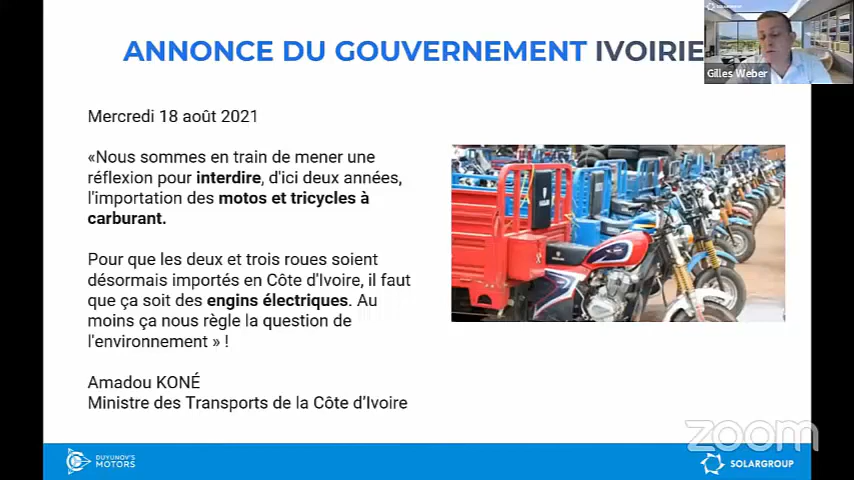 ANNONCE DU GOUVERNEMENT IVOIRIE
SOLARGROUP
Gilles Weber
Mercredi 18 août 2021
«Nous sommes en train de mener une
réflexion pour interdire, d'ici deux années,
l'importation des motos et tricycles à
carburant.
Pour que les deux et trois roues soient
désormais importés en Côte d'Ivoire, il faut
que ça soit des engins électriques. Au
moins ça nous règle la question de
l'environnement » !
Amadou KONÉ
Ministre des Transports de la Côte d'Ivoire
zoom
DUYUNOV'S
MOTORS
SOLARGROUP